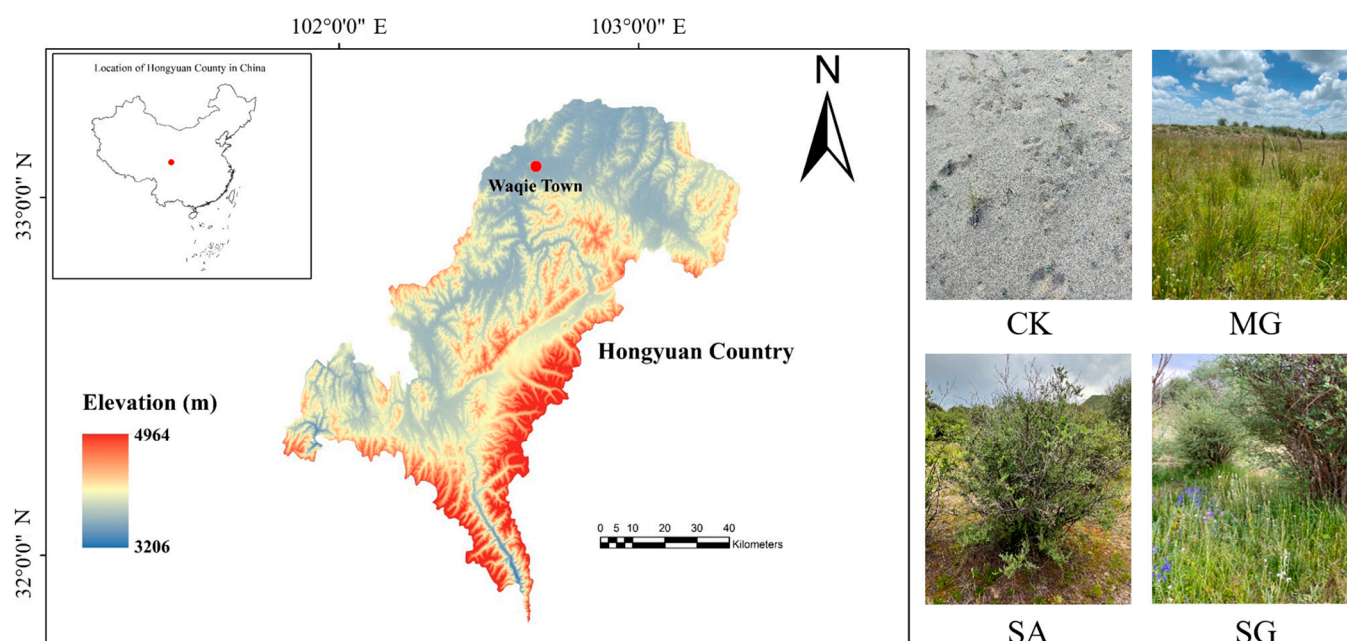 102°0'0" E
103°0'0" E
Location of Hongyuan County in China
N
33°0'0" N
Waqie Town
CK
MG
Hongyuan Country
Elevation (m)
4964
3206
0 5 10 20 30 40
Kilometers
32°0'0" N
SA
SG